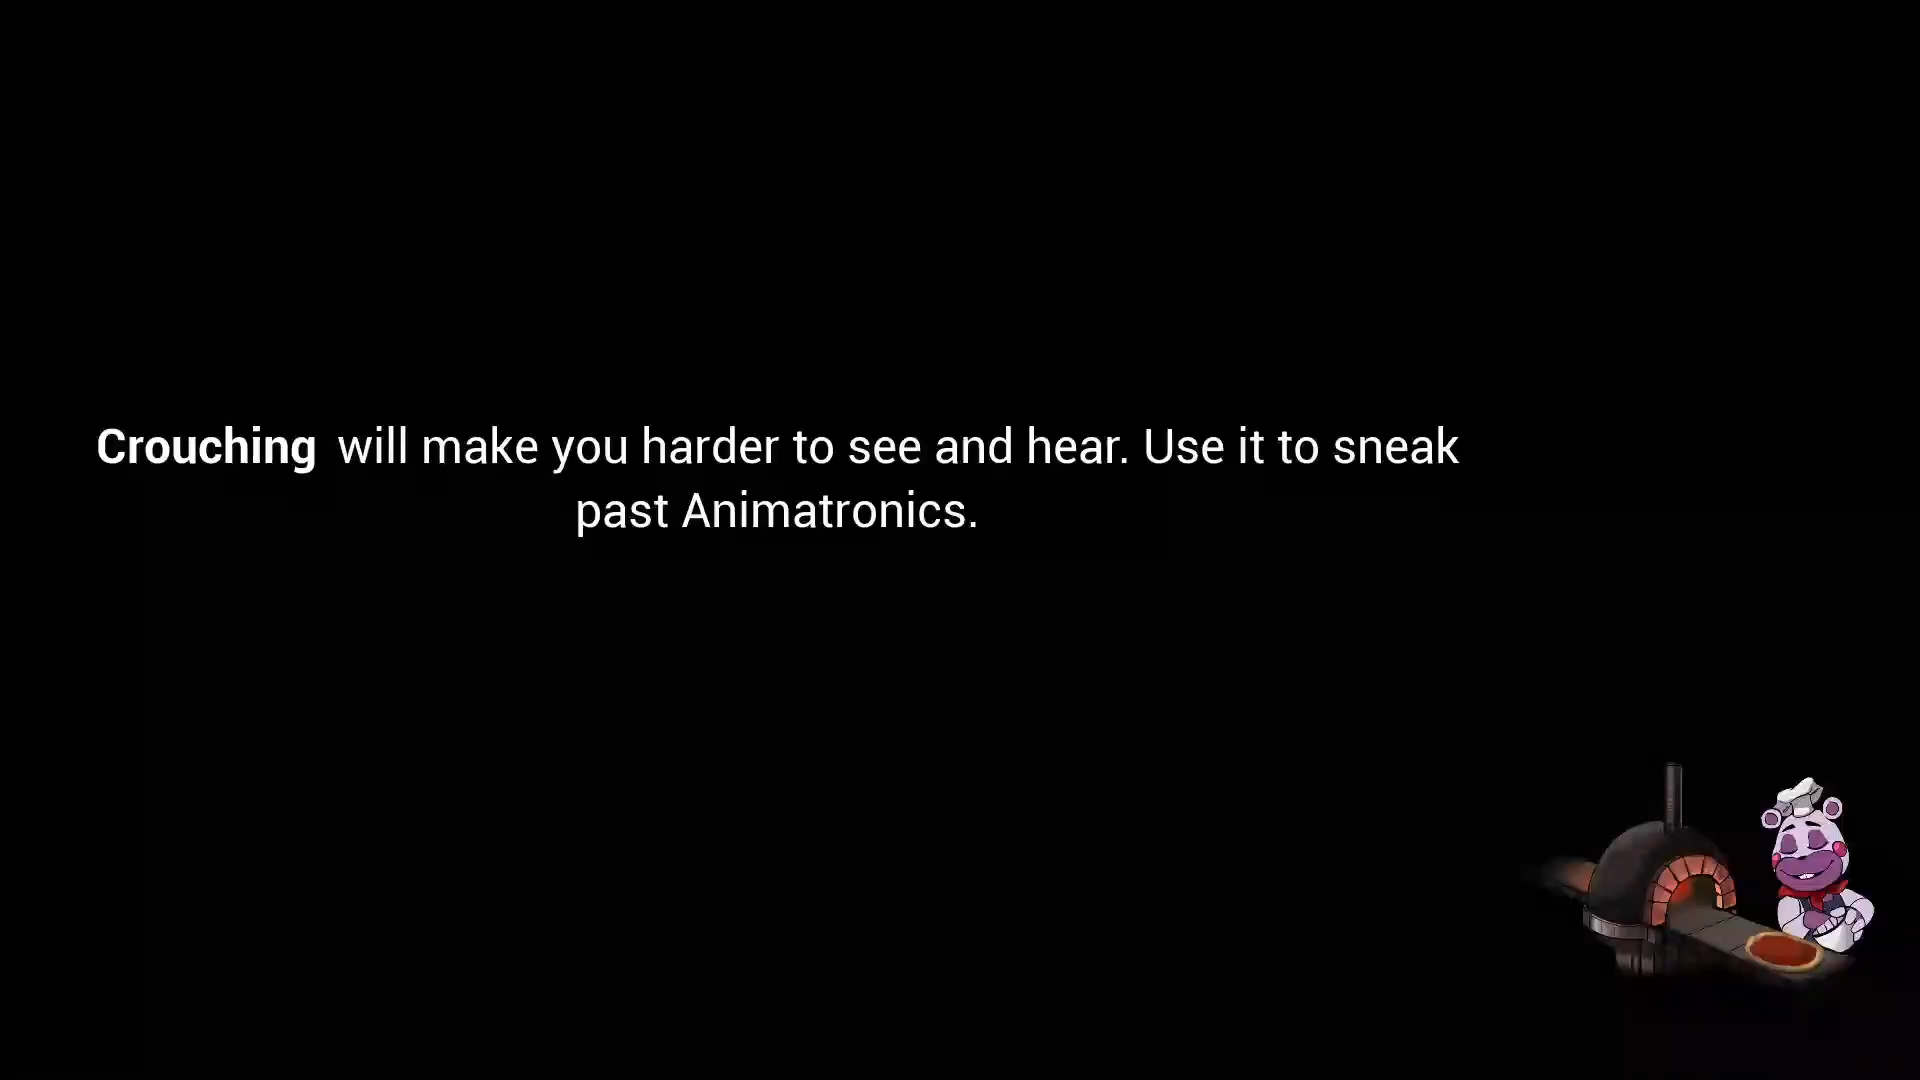 Crouching will make you harder to see and hear. Use it to sneak
past Animatronics.